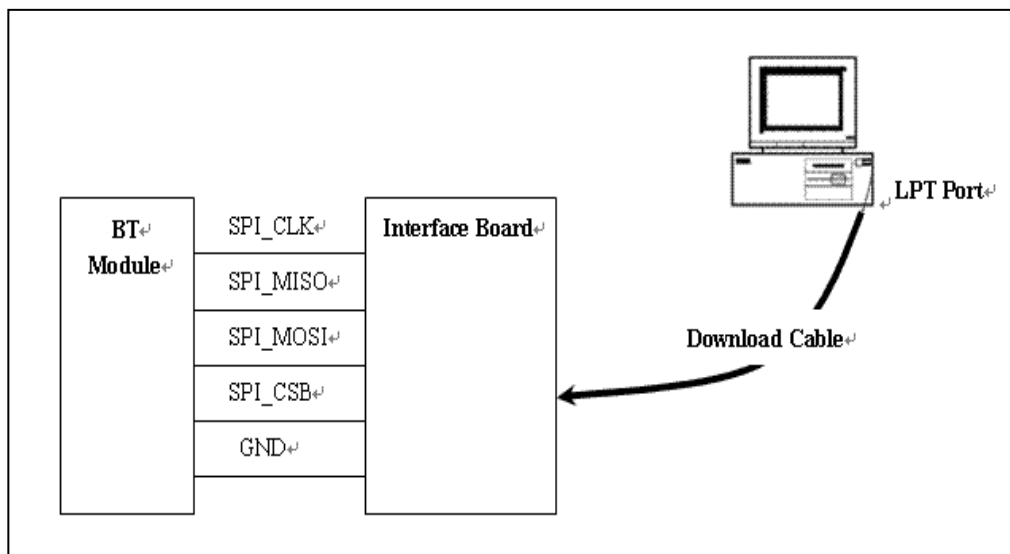 BT↵
Module↵
SPI_CLK↵
SPI_MISO↵
SPI_MOSI↵
SPI_CSB↵
GND↵
Interface Board↵
↵ LPT Port↵
Download Cable↵